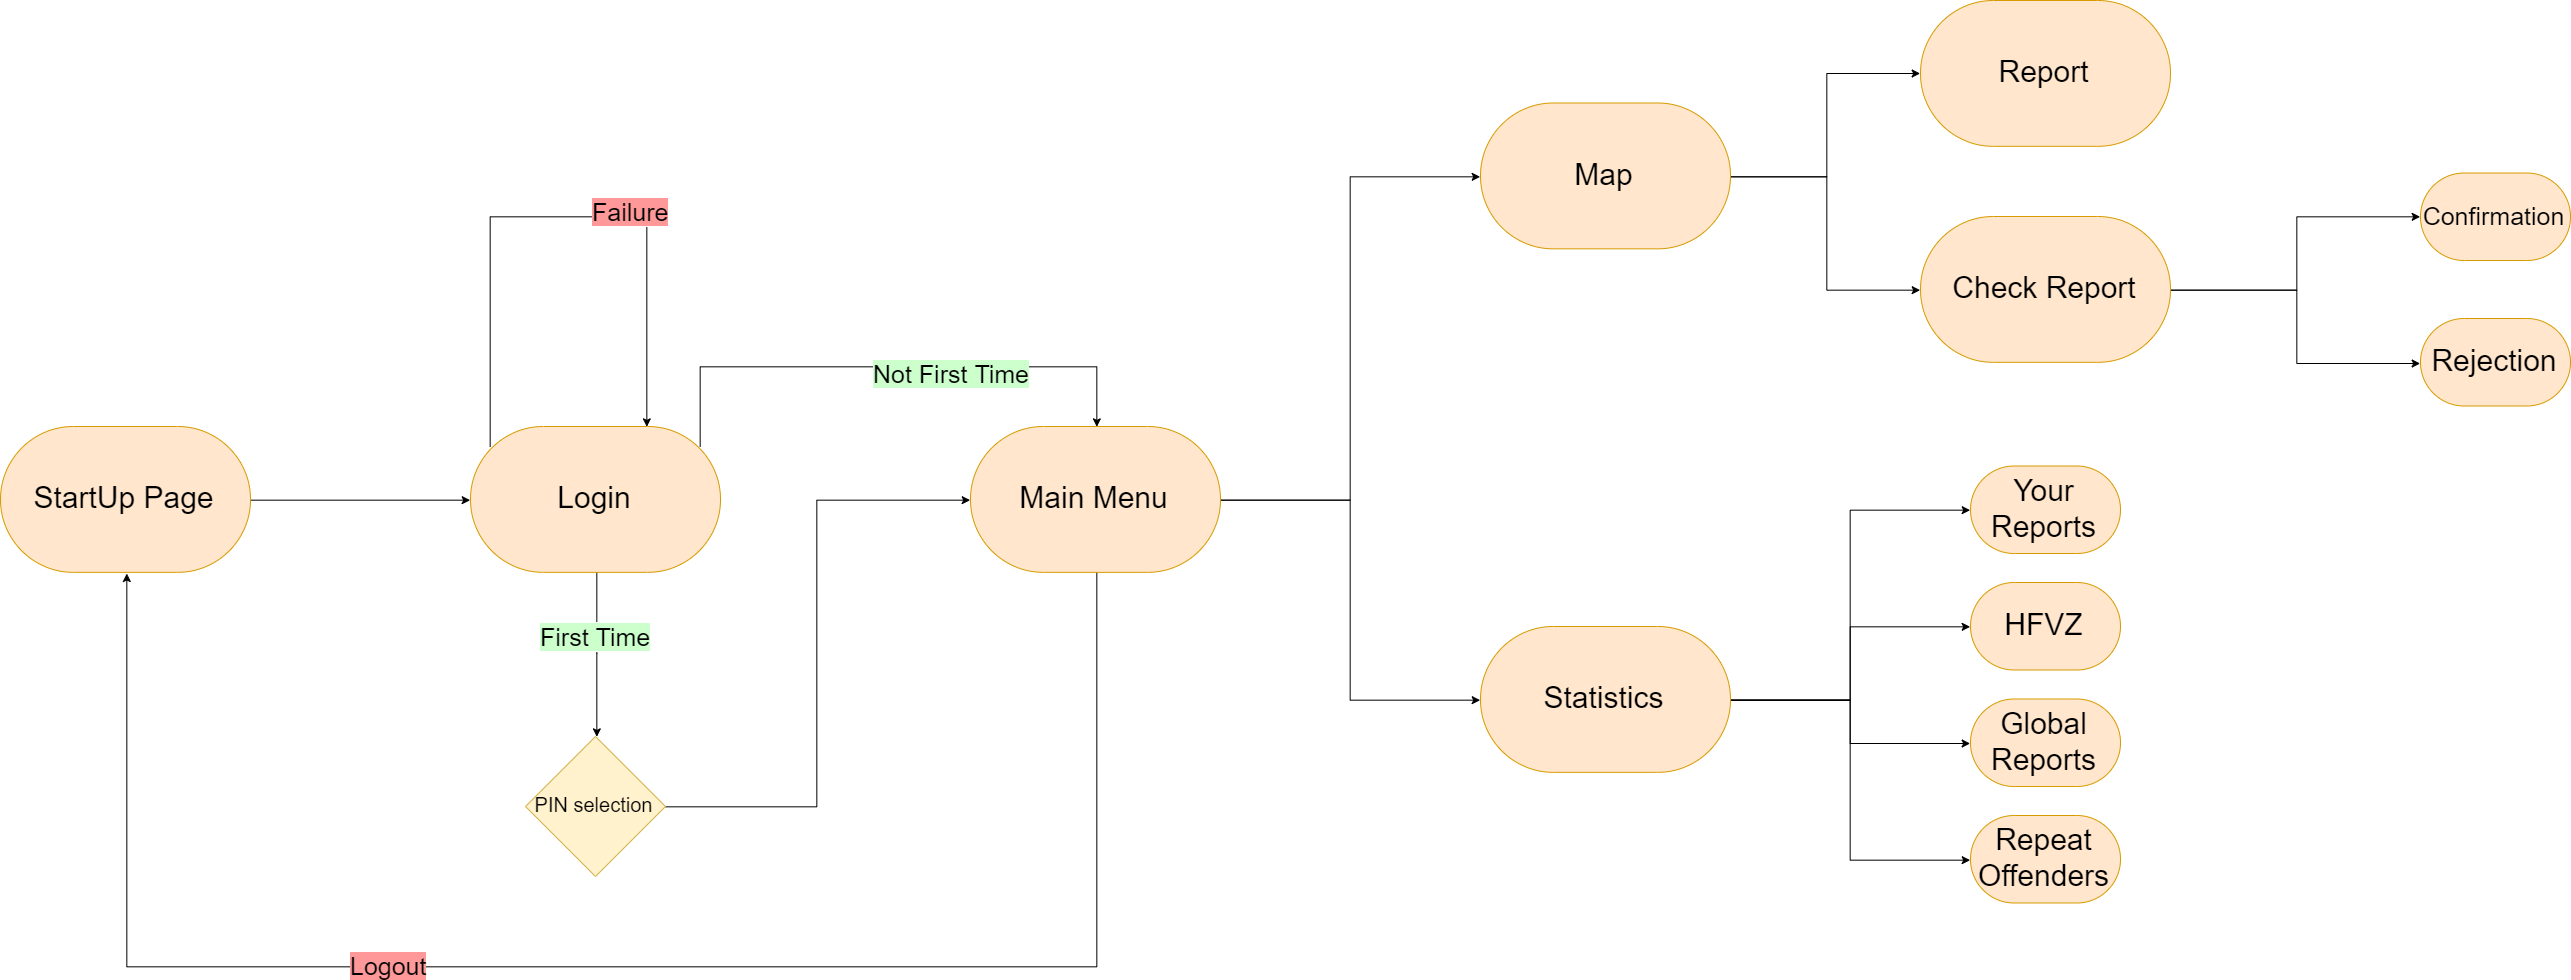 Report
Map
Failure
Confirmation
Check Report
Rejection
Not First Time
StartUp Page
Login
Main Menu
Your
Reports
HFVZ
First Time
Statistics
Global
Reports
PIN selection
Repeat
Offenders
Logout